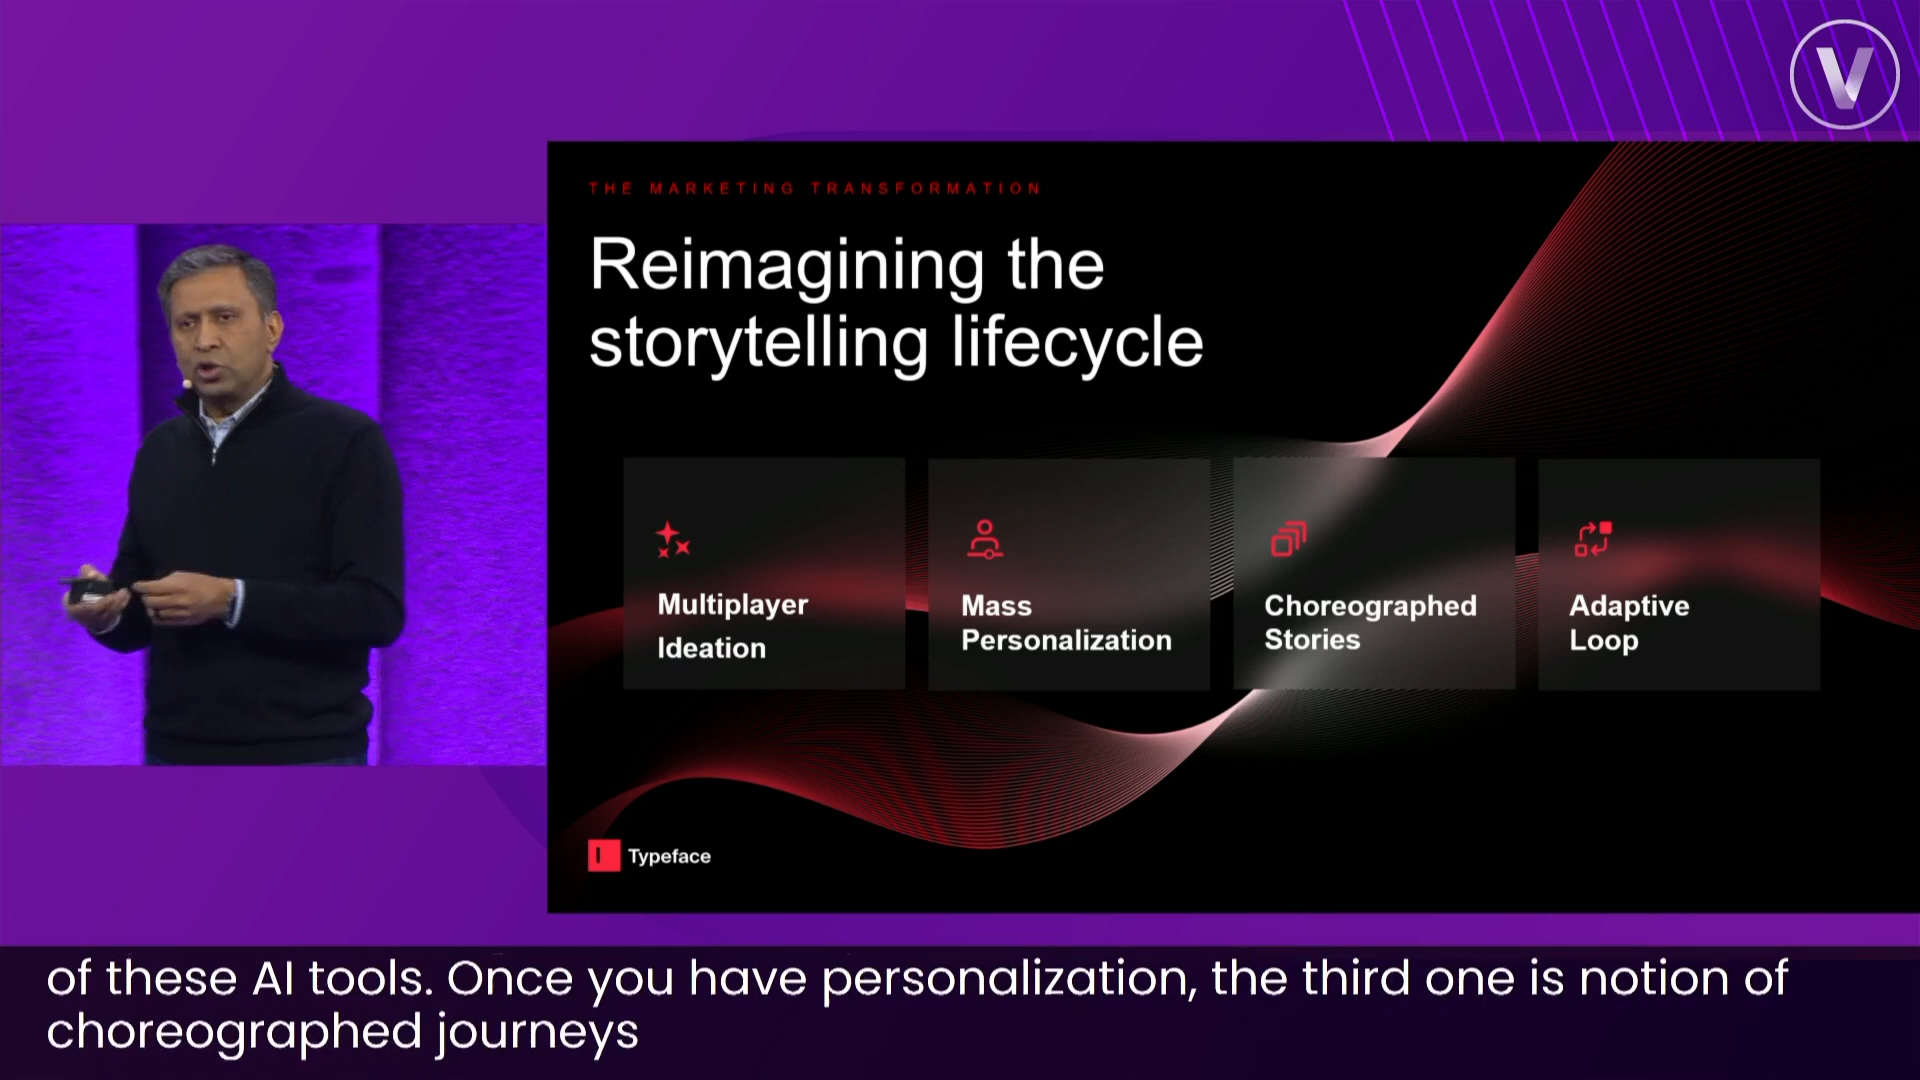 V
THE MARKETING TRANSFORMATION
Reimagining the
storytelling lifecycle
Multiplayer
Ideation
Mass
Personalization
Choreographed
Stories
Adaptive
Loop
Typeface
of these AI tools. Once you have personalization, the third one is notion of
choreographed journeys